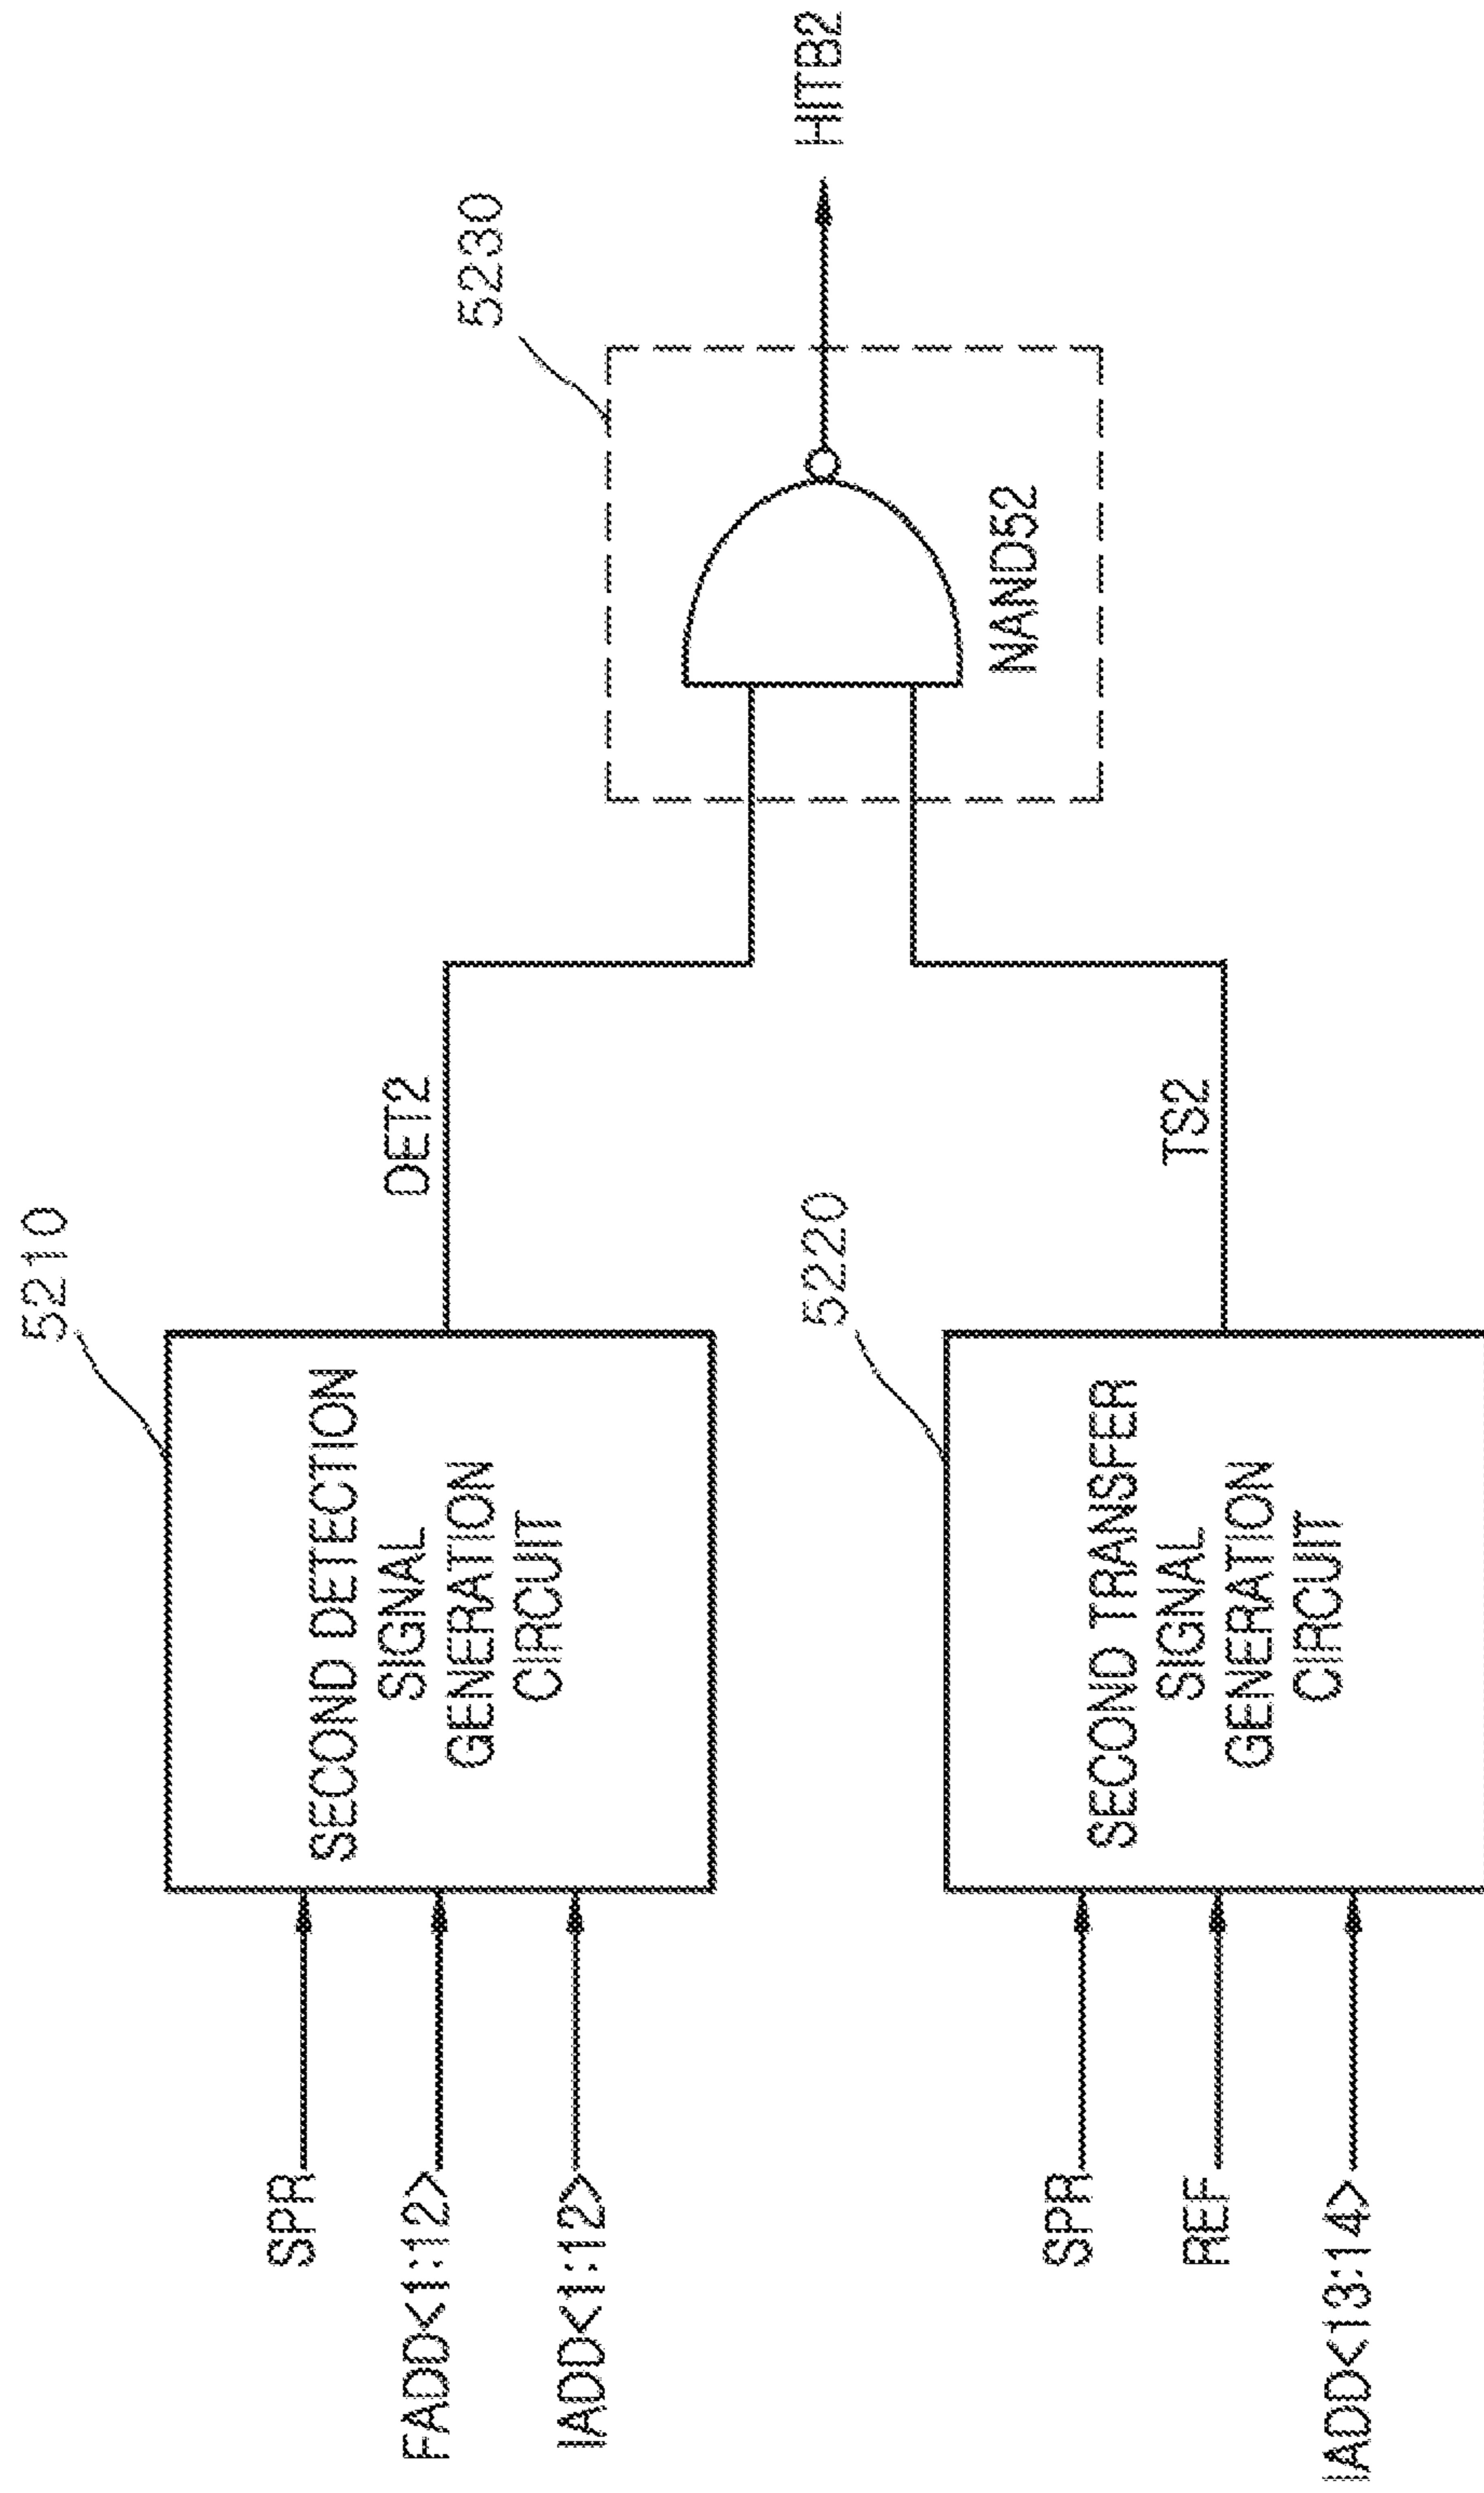 5210
SPR
FADD<1:12>
IADD<1:12>
SECOND DETECTION
SIGNAL
GENERATION
CIRCUIT
DET2
5220
SPR
REF
IADD<13:14>
SECOND TRANSFER
SIGNAL
GENERATION
CIRCUIT
TS2
5230
NAND52
HITB2